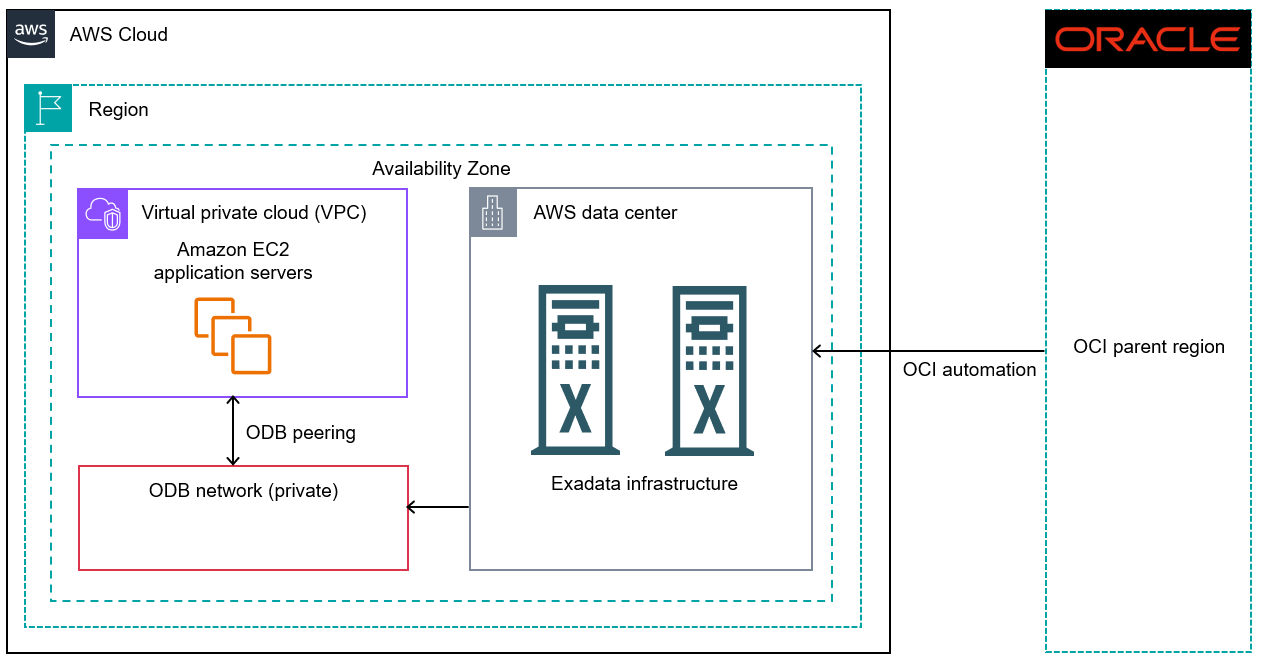 aws
AWS Cloud
ORACLE
Region
Availability Zone
Virtual private cloud (VPC)
AWS data center
Amazon EC2
application servers
X
X
OCI parent region
OCI automation
ODB peering
Exadata infrastructure
ODB network (private)